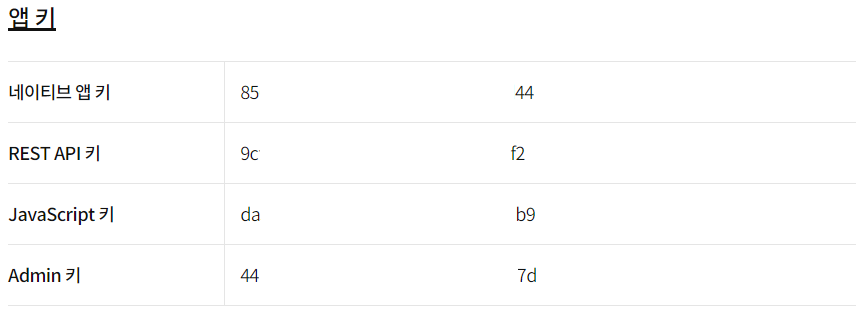 앱 키
네이티브 앱 키 85 44
REST API 키 9c f2
JavaScript 키 da b9
Admin 키 44 7d